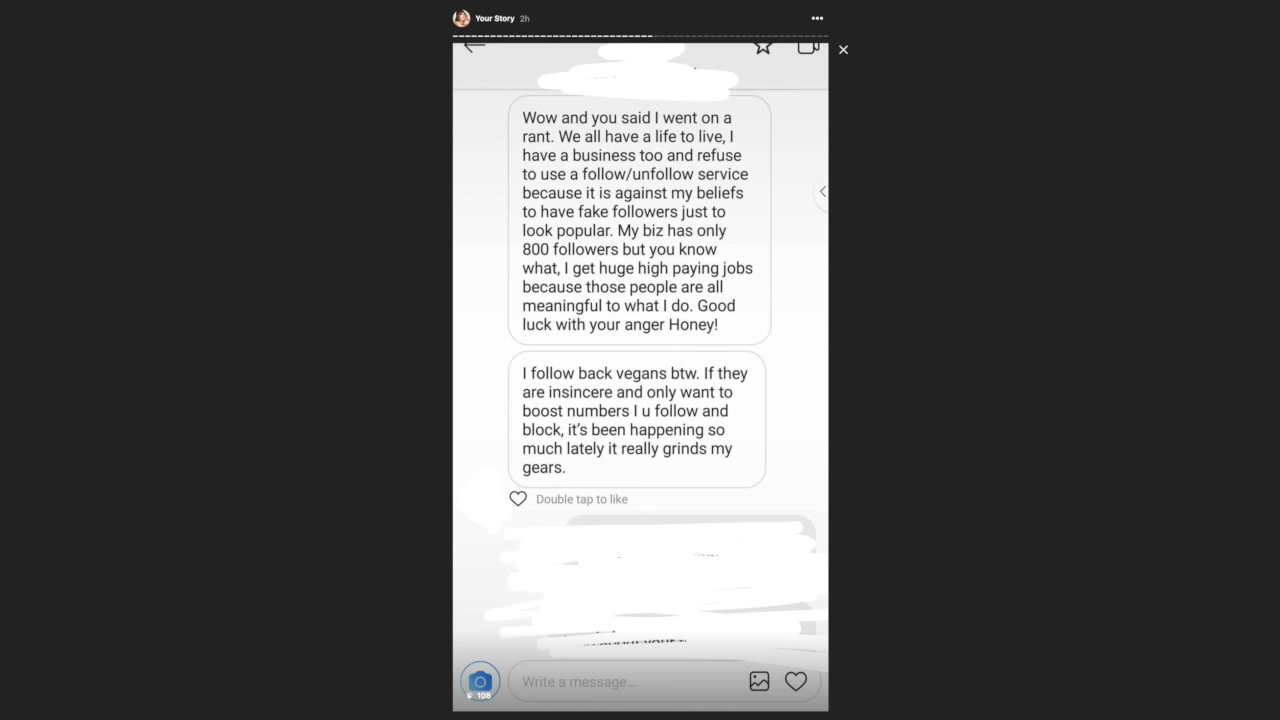 Your Story 2h
Wow and you said I went on a
rant. We all have a life to live, I
have a business too and refuse
to use a follow/unfollow service
because it is against my beliefs
to have fake followers just to
look popular. My biz has only
800 followers but you know
what, I get huge high paying jobs
because those people are all
meaningful to what I do. Good
luck with your anger Honey!
I follow back vegans btw. If they
are insincere and only want to
boost numbers I u follow and
block, it’s been happening so
much lately it really grinds my
gears.
Double tap to like
Write a message...
108